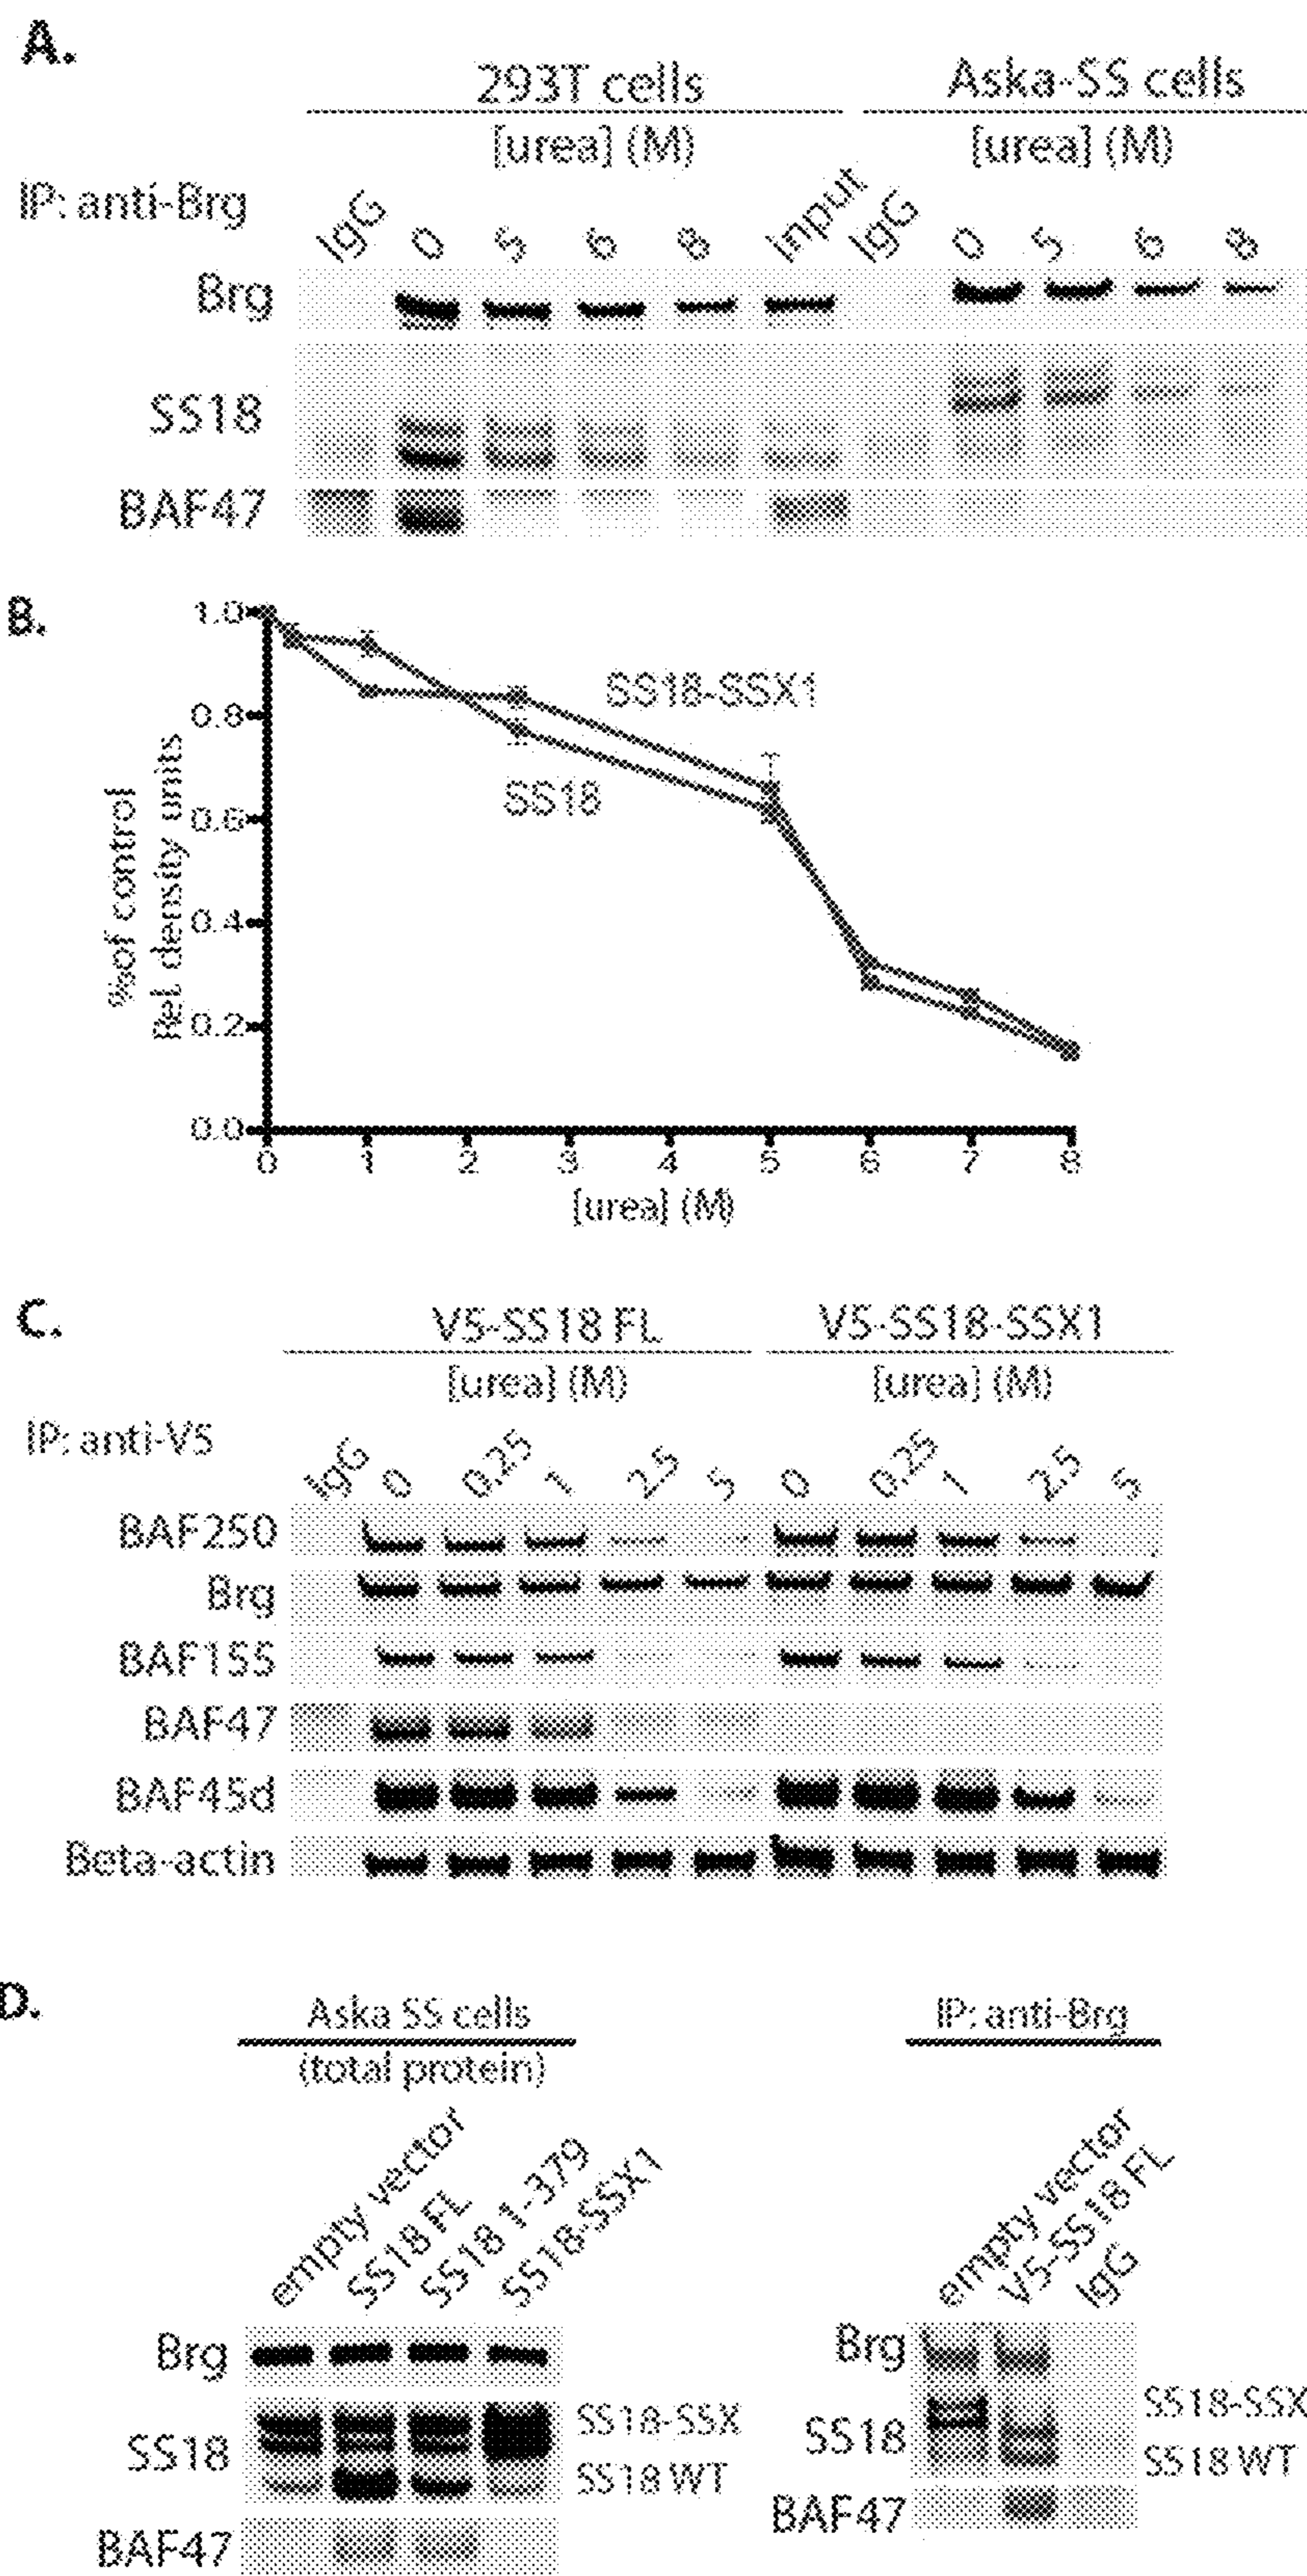 A.
293T cells Aska-SS cells
[urea] (M) [urea] (M)
IP: anti-Brg
IgG 0 5 6 8 Input IgG 0 5 6 8
Brg
SS18
BAF47
B.
1.0
0.8
0.6
0.4
0.2
0.0
% of control
Rel. density units
SS18-SSX1
SS18
0 1 2 3 4 5 6 7 8
[urea] (M)
C.
V5-SS18 FL V5-SS18-SSX1
[urea] (M) [urea] (M)
IP: anti-V5
IgG 0 0.25 1 2.5 5 0 0.25 1 2.5 5
BAF250
Brg
BAF155
BAF47
BAF45d
Beta-actin
D.
Aska SS cells
(total protein)
empty vector
SS18 FL
SS18 1-379
SS18-SSX1
Brg
SS18
SS18-SSX
SS18 WT
BAF47
IP: anti-Brg
empty vector
V5-SS18 FL
IgG
Brg
SS18
SS18-SSX
SS18 WT
BAF47